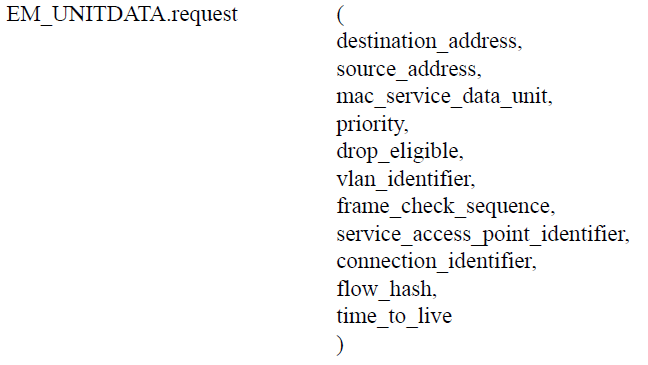 EM_UNITDATA.request (
destination_address,
source_address,
mac_service_data_unit,
priority,
drop_eligible,
vlan_identifier,
frame_check_sequence,
service_access_point_identifier,
connection_identifier,
flow_hash,
time_to_live
)